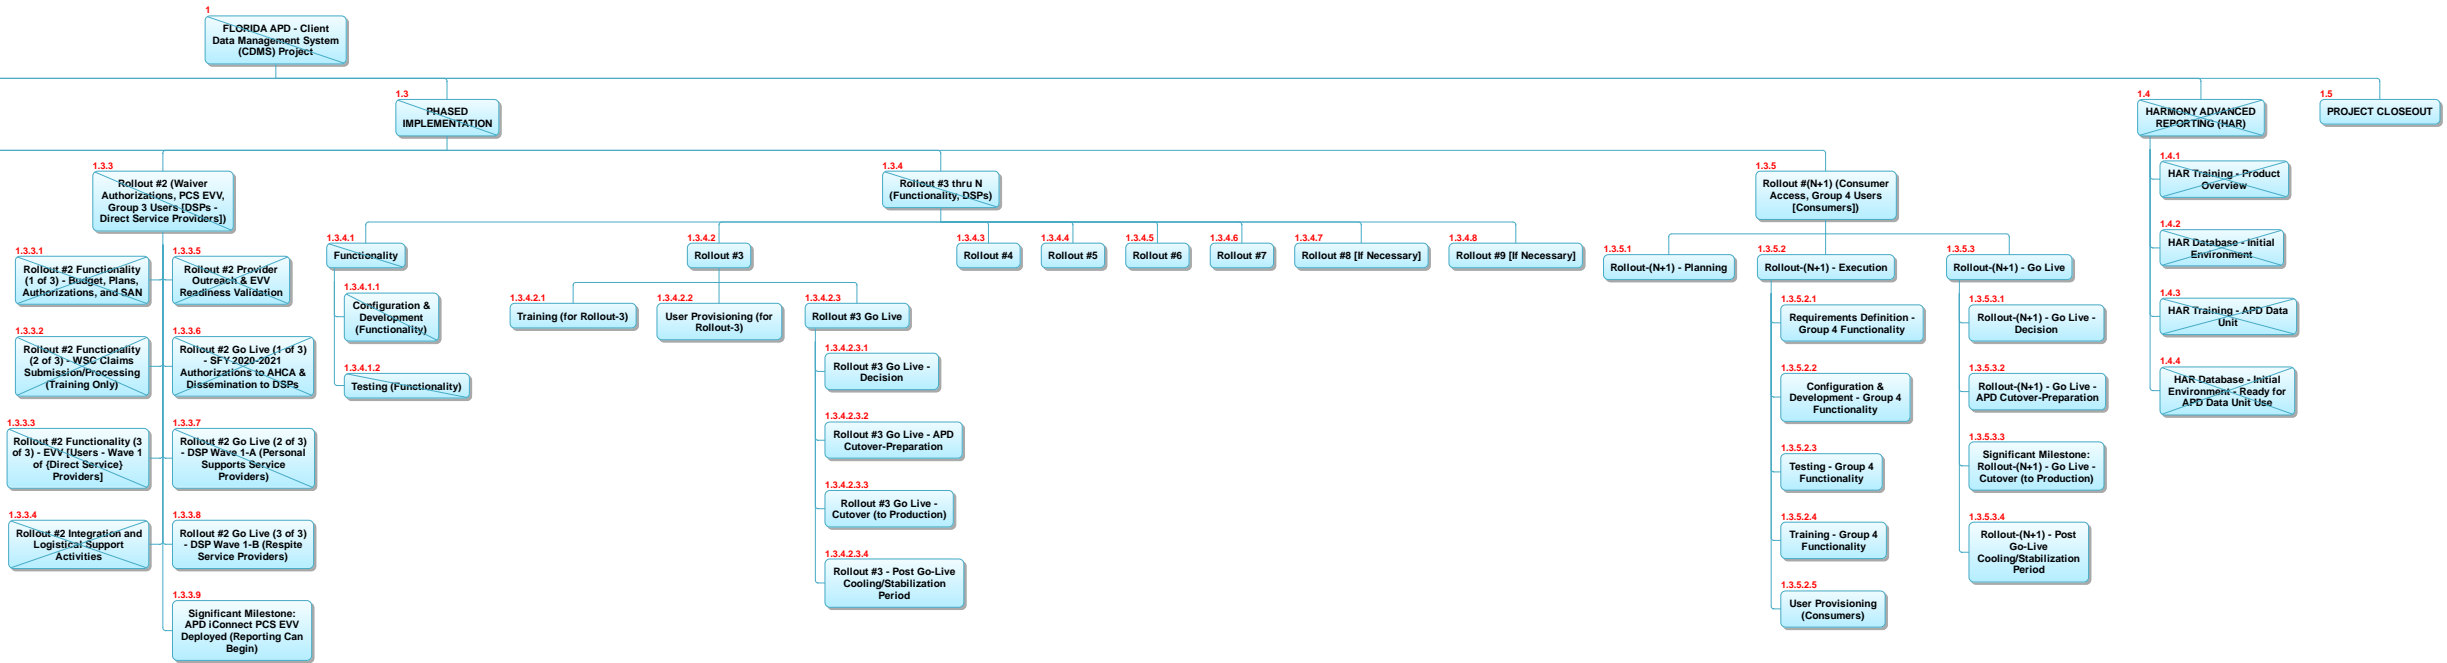 1
FLORIDA APD - Client
Data Management System
(CDMS) Project
1.3
PHASED
IMPLEMENTATION
1.4
HARMONY ADVANCED
REPORTING (HAR)
1.5
PROJECT CLOSEOUT
1.3.3
Rollout #2 (Waiver
Authorizations, PCS EVV,
Group 3 Users [DSPs -
Direct Service Providers])
1.3.3.1
Rollout #2 Functionality
(1 of 3) - Budget, Plans,
Authorizations, and SAN
1.3.3.2
Rollout #2 Functionality
(2 of 3) - WSC Claims
Submission/Processing
(Training Only)
1.3.3.3
Rollout #2 Functionality (3
of 3) - EVV [Users - Wave 1
of {Direct Service}
Providers]
1.3.3.4
Rollout #2 Integration and
Logistical Support
Activities
1.3.3.5
Rollout #2 Provider
Outreach & EVV
Readiness Validation
1.3.3.6
Rollout #2 Go Live (1 of 3)
- SFY 2020-2021
Authorizations to AHCA &
Dissemination to DSPs
1.3.3.7
Rollout #2 Go Live (2 of 3)
- DSP Wave 1-A (Personal
Supports Service
Providers)
1.3.3.8
Rollout #2 Go Live (3 of 3)
- DSP Wave 1-B (Respite
Service Providers)
1.3.3.9
Significant Milestone:
APD iConnect PCS EVV
Deployed (Reporting Can
Begin)
1.3.4
Rollout #3 thru N
(Functionality, DSPs)
1.3.4.1
Functionality
1.3.4.1.1
Configuration &
Development
(Functionality)
1.3.4.1.2
Testing (Functionality)
1.3.4.2
Rollout #3
1.3.4.2.1
Training (for Rollout-3)
1.3.4.2.2
User Provisioning (for
Rollout-3)
1.3.4.2.3
Rollout #3 Go Live
1.3.4.2.3.1
Rollout #3 Go Live -
Decision
1.3.4.2.3.2
Rollout #3 Go Live - APD
Cutover-Preparation
1.3.4.2.3.3
Rollout #3 Go Live -
Cutover (to Production)
1.3.4.2.3.4
Rollout #3 - Post Go-Live
Cooling/Stabilization
Period
1.3.4.3
Rollout #4
1.3.4.4
Rollout #5
1.3.4.5
Rollout #6
1.3.4.6
Rollout #7
1.3.4.7
Rollout #8 [If Necessary]
1.3.4.8
Rollout #9 [If Necessary]
1.3.5
Rollout #(N+1) (Consumer
Access, Group 4 Users
[Consumers])
1.3.5.1
Rollout-(N+1) - Planning
1.3.5.2
Rollout-(N+1) - Execution
1.3.5.2.1
Requirements Definition -
Group 4 Functionality
1.3.5.2.2
Configuration &
Development - Group 4
Functionality
1.3.5.2.3
Testing - Group 4
Functionality
1.3.5.2.4
Training - Group 4
Functionality
1.3.5.2.5
User Provisioning
(Consumers)
1.3.5.3
Rollout-(N+1) - Go Live
1.3.5.3.1
Rollout-(N+1) - Go Live -
Decision
1.3.5.3.2
Rollout-(N+1) - Go Live -
APD Cutover-Preparation
1.3.5.3.3
Significant Milestone:
Rollout-(N+1) - Go Live -
Cutover (to Production)
1.3.5.3.4
Rollout-(N+1) - Post
Go-Live
Cooling/Stabilization
Period
1.4.1
HAR Training - Product
Overview
1.4.2
HAR Database - Initial
Environment
1.4.3
HAR Training - APD Data
Unit
1.4.4
HAR Database - Initial
Environment - Ready for
APD Data Unit Use